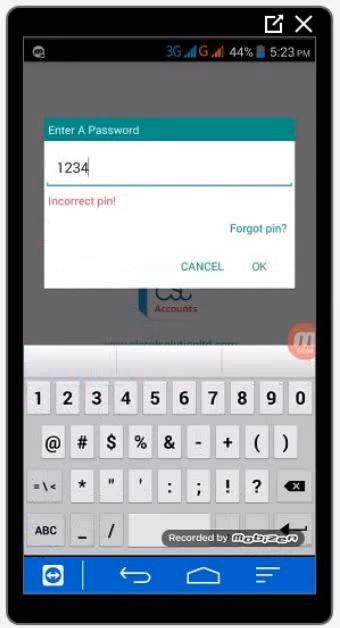 3G G 44% 5:23 PM
Enter A Password
1234
Incorrect pin!
Forgot pin?
CANCEL OK
CSL
Accounts
1 2 3 4 5 6 7 8 9 0
@ # $ % & - + ( )
= \ < * " ' : ; ! ?
ABC _ /
Recorded by mobizen